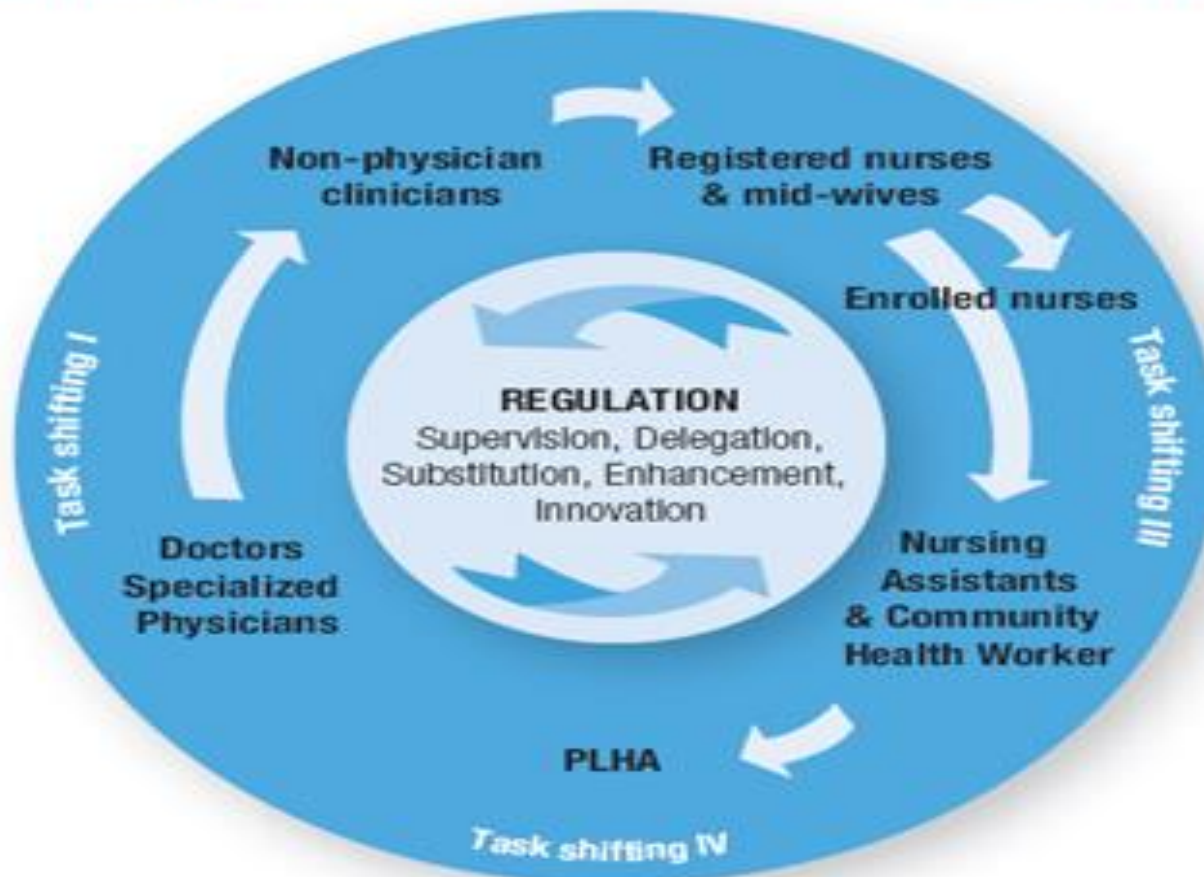 Non-physician
clinicians
Registered nurses
& mid-wives
Enrolled nurses
Task shifting I
REGULATION
Supervision, Delegation,
Substitution, Enhancement,
Innovation
Task shifting III
Doctors
Specialized
Physicians
Nursing
Assistants
& Community
Health Worker
PLHA
Task shifting IV